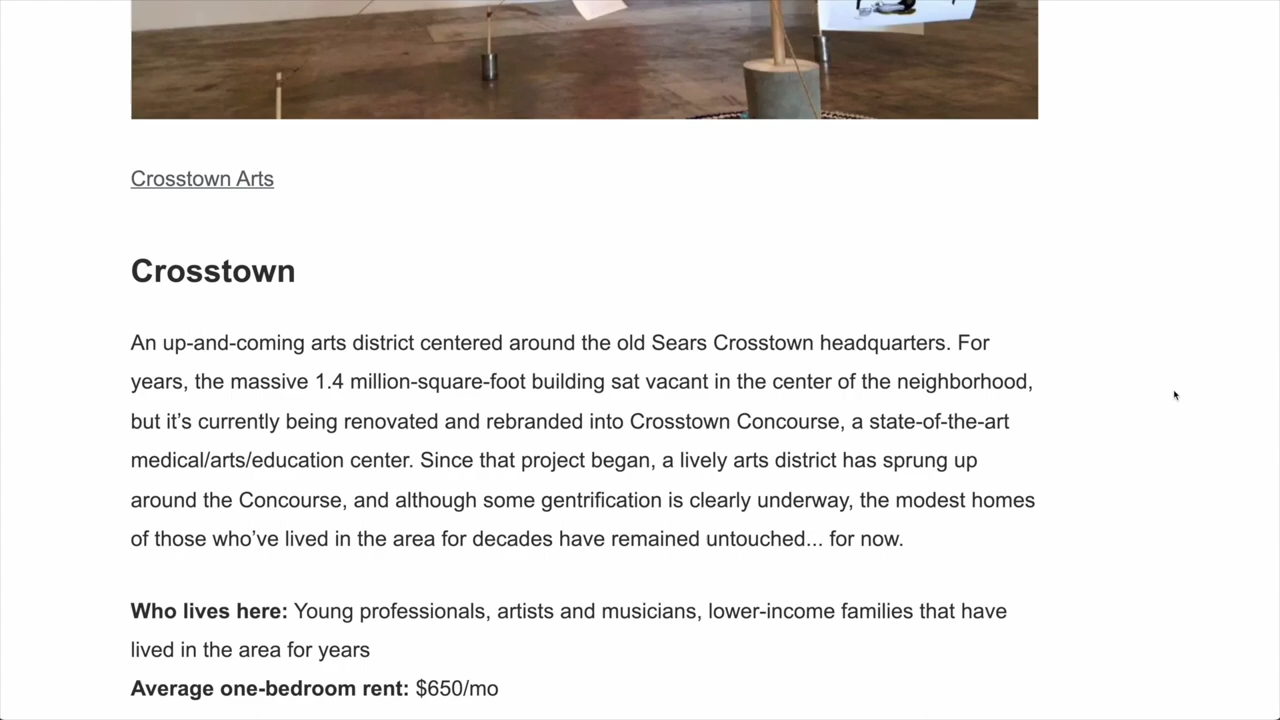 Crosstown Arts
Crosstown
An up-and-coming arts district centered around the old Sears Crosstown headquarters. For
years, the massive 1.4 million-square-foot building sat vacant in the center of the neighborhood,
but it’s currently being renovated and rebranded into Crosstown Concourse, a state-of-the-art
medical/arts/education center. Since that project began, a lively arts district has sprung up
around the Concourse, and although some gentrification is clearly underway, the modest homes
of those who’ve lived in the area for decades have remained untouched... for now.
Who lives here: Young professionals, artists and musicians, lower-income families that have
lived in the area for years
Average one-bedroom rent: $650/mo